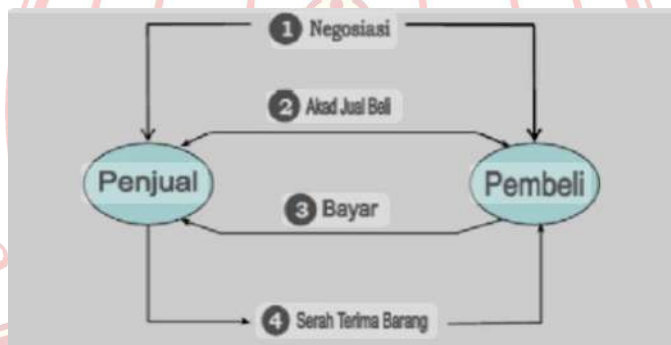 1 Negosiasi
2 Akad Jual Beli
Penjual
Pembeli
3 Bayar
4 Serah Terima Barang